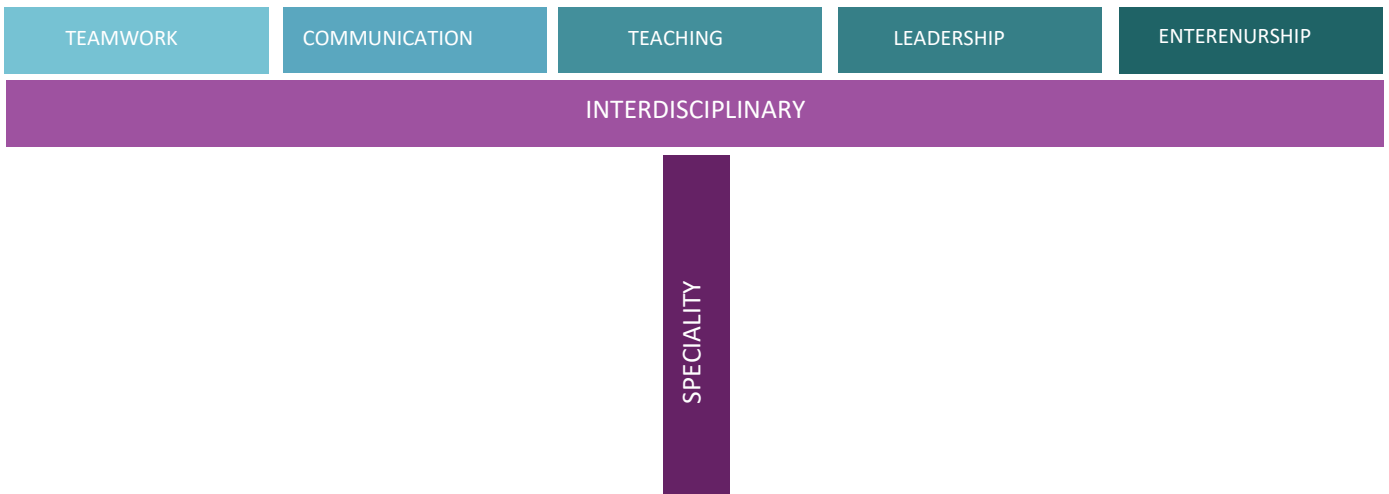 TEAMWORK
COMMUNICATION
TEACHING
LEADERSHIP
ENTERENURSHIP
INTERDISCIPLINARY
SPECIALITY